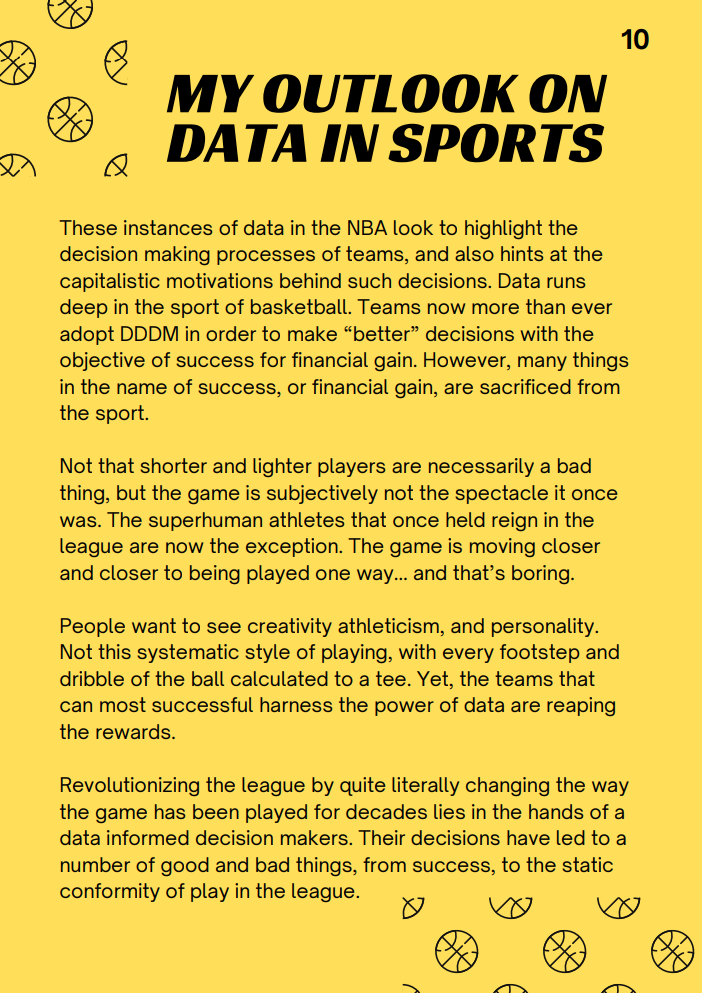 10
MY OUTLOOK ON
DATA IN SPORTS
These instances of data in the NBA look to highlight the
decision making processes of teams, and also hints at the
capitalistic motivations behind such decisions. Data runs
deep in the sport of basketball. Teams now more than ever
adopt DDDM in order to make “better” decisions with the
objective of success for financial gain. However, many things
in the name of success, or financial gain, are sacrificed from
the sport.
Not that shorter and lighter players are necessarily a bad
thing, but the game is subjectively not the spectacle it once
was. The superhuman athletes that once held reign in the
league are now the exception. The game is moving closer
and closer to being played one way... and that’s boring.
People want to see creativity athleticism, and personality.
Not this systematic style of playing, with every footstep and
dribble of the ball calculated to a tee. Yet, the teams that
can most successful harness the power of data are reaping
the rewards.
Revolutionizing the league by quite literally changing the way
the game has been played for decades lies in the hands of a
data informed decision makers. Their decisions have led to a
number of good and bad things, from success, to the static
conformity of play in the league.